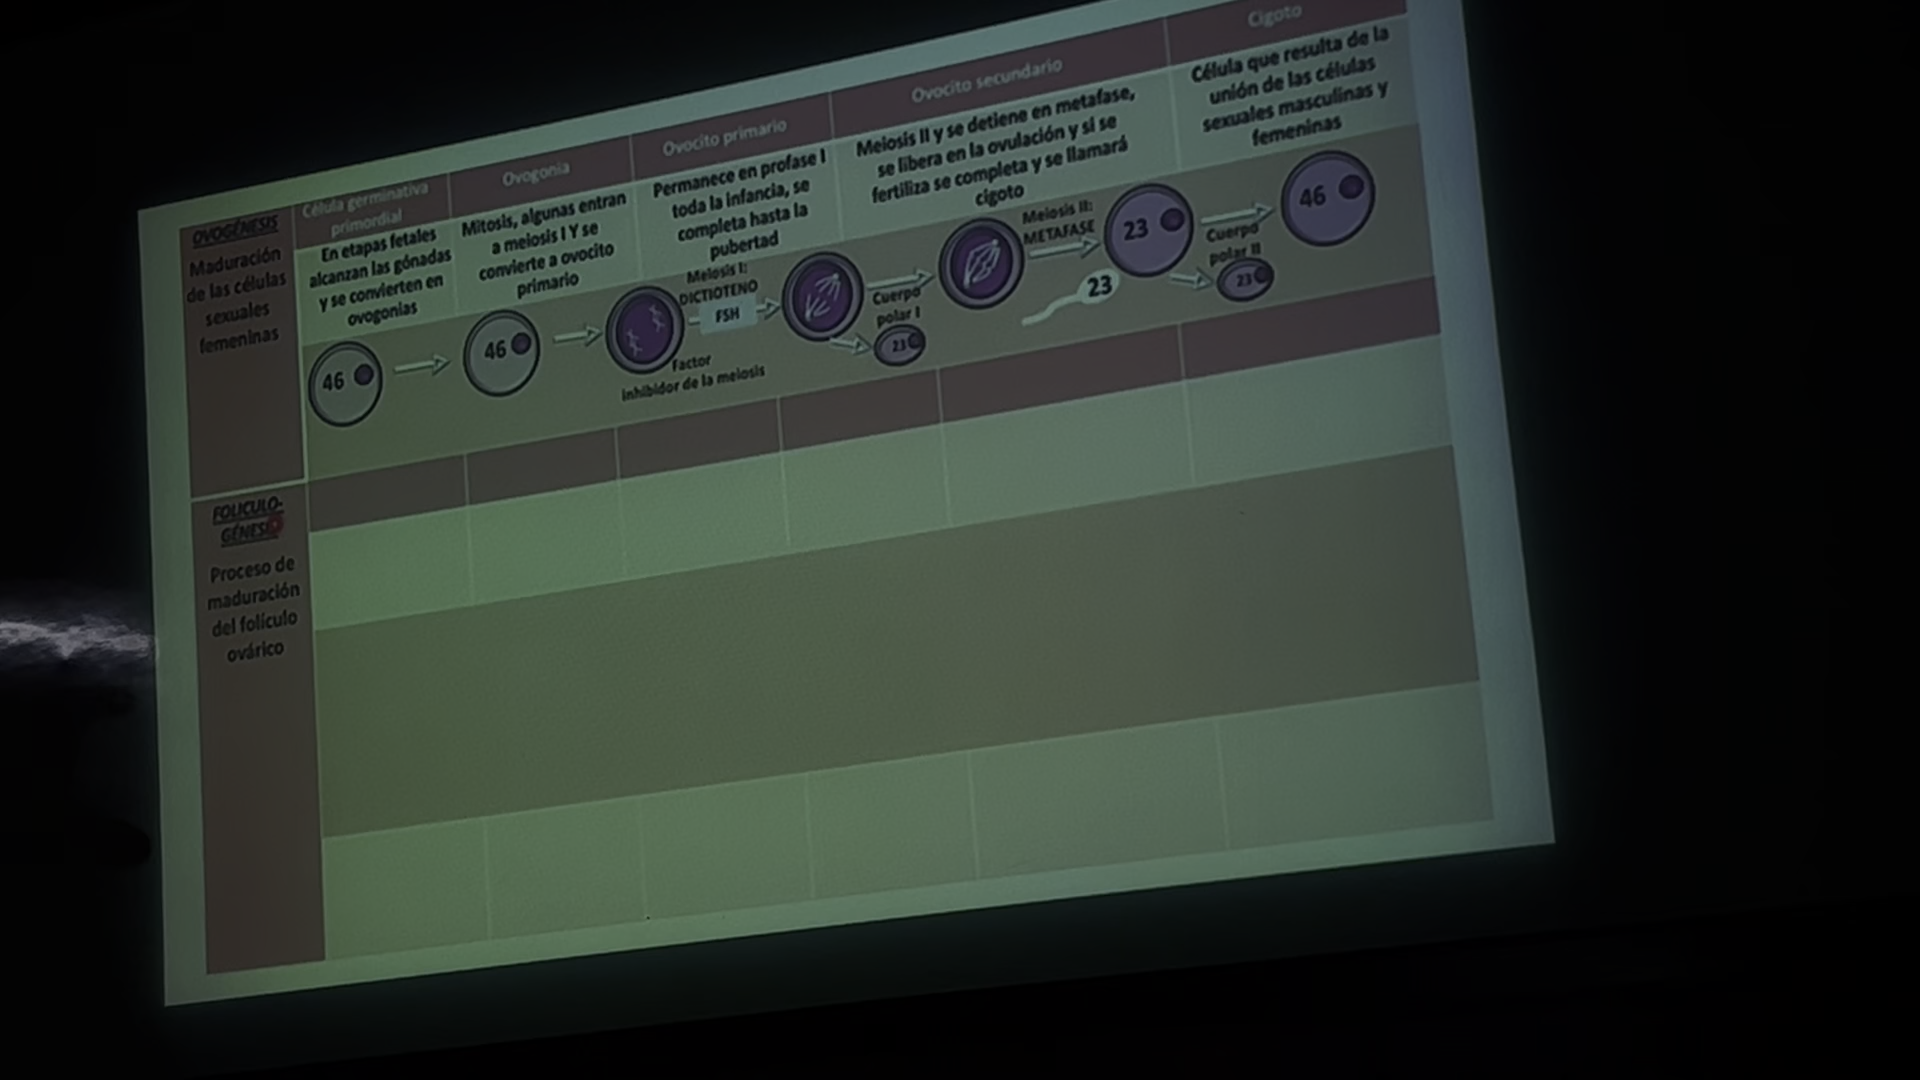 OVOGÉNESIS
Maduración
de las células
sexuales
femeninas
Célula germinativa
primordial
En etapas fetales
alcanzan las gónadas
y se convierten en
ovogonias
46
Ovogonia
Mitosis, algunas entran
a meiosis I Y se
convierte a ovocito
primario
46
Ovocito primario
Permanece en profase I
toda la infancia, se
completa hasta la
pubertad
Meiosis I:
DICTIOTENO
FSH
Factor
inhibidor de la meiosis
Cuerpo
polar I
23
Ovocito secundario
Meiosis II y se detiene en metafase,
se libera en la ovulación y si se
fertiliza se completa y se llamará
cigoto
Meiosis II:
METAFASE
23
23
Cuerpo
polar II
23
Cigoto
Célula que resulta de la
unión de las células
sexuales masculinas y
femeninas
46
FOLICULO-
GÉNESIS
Proceso de
maduración
del folículo
ovárico